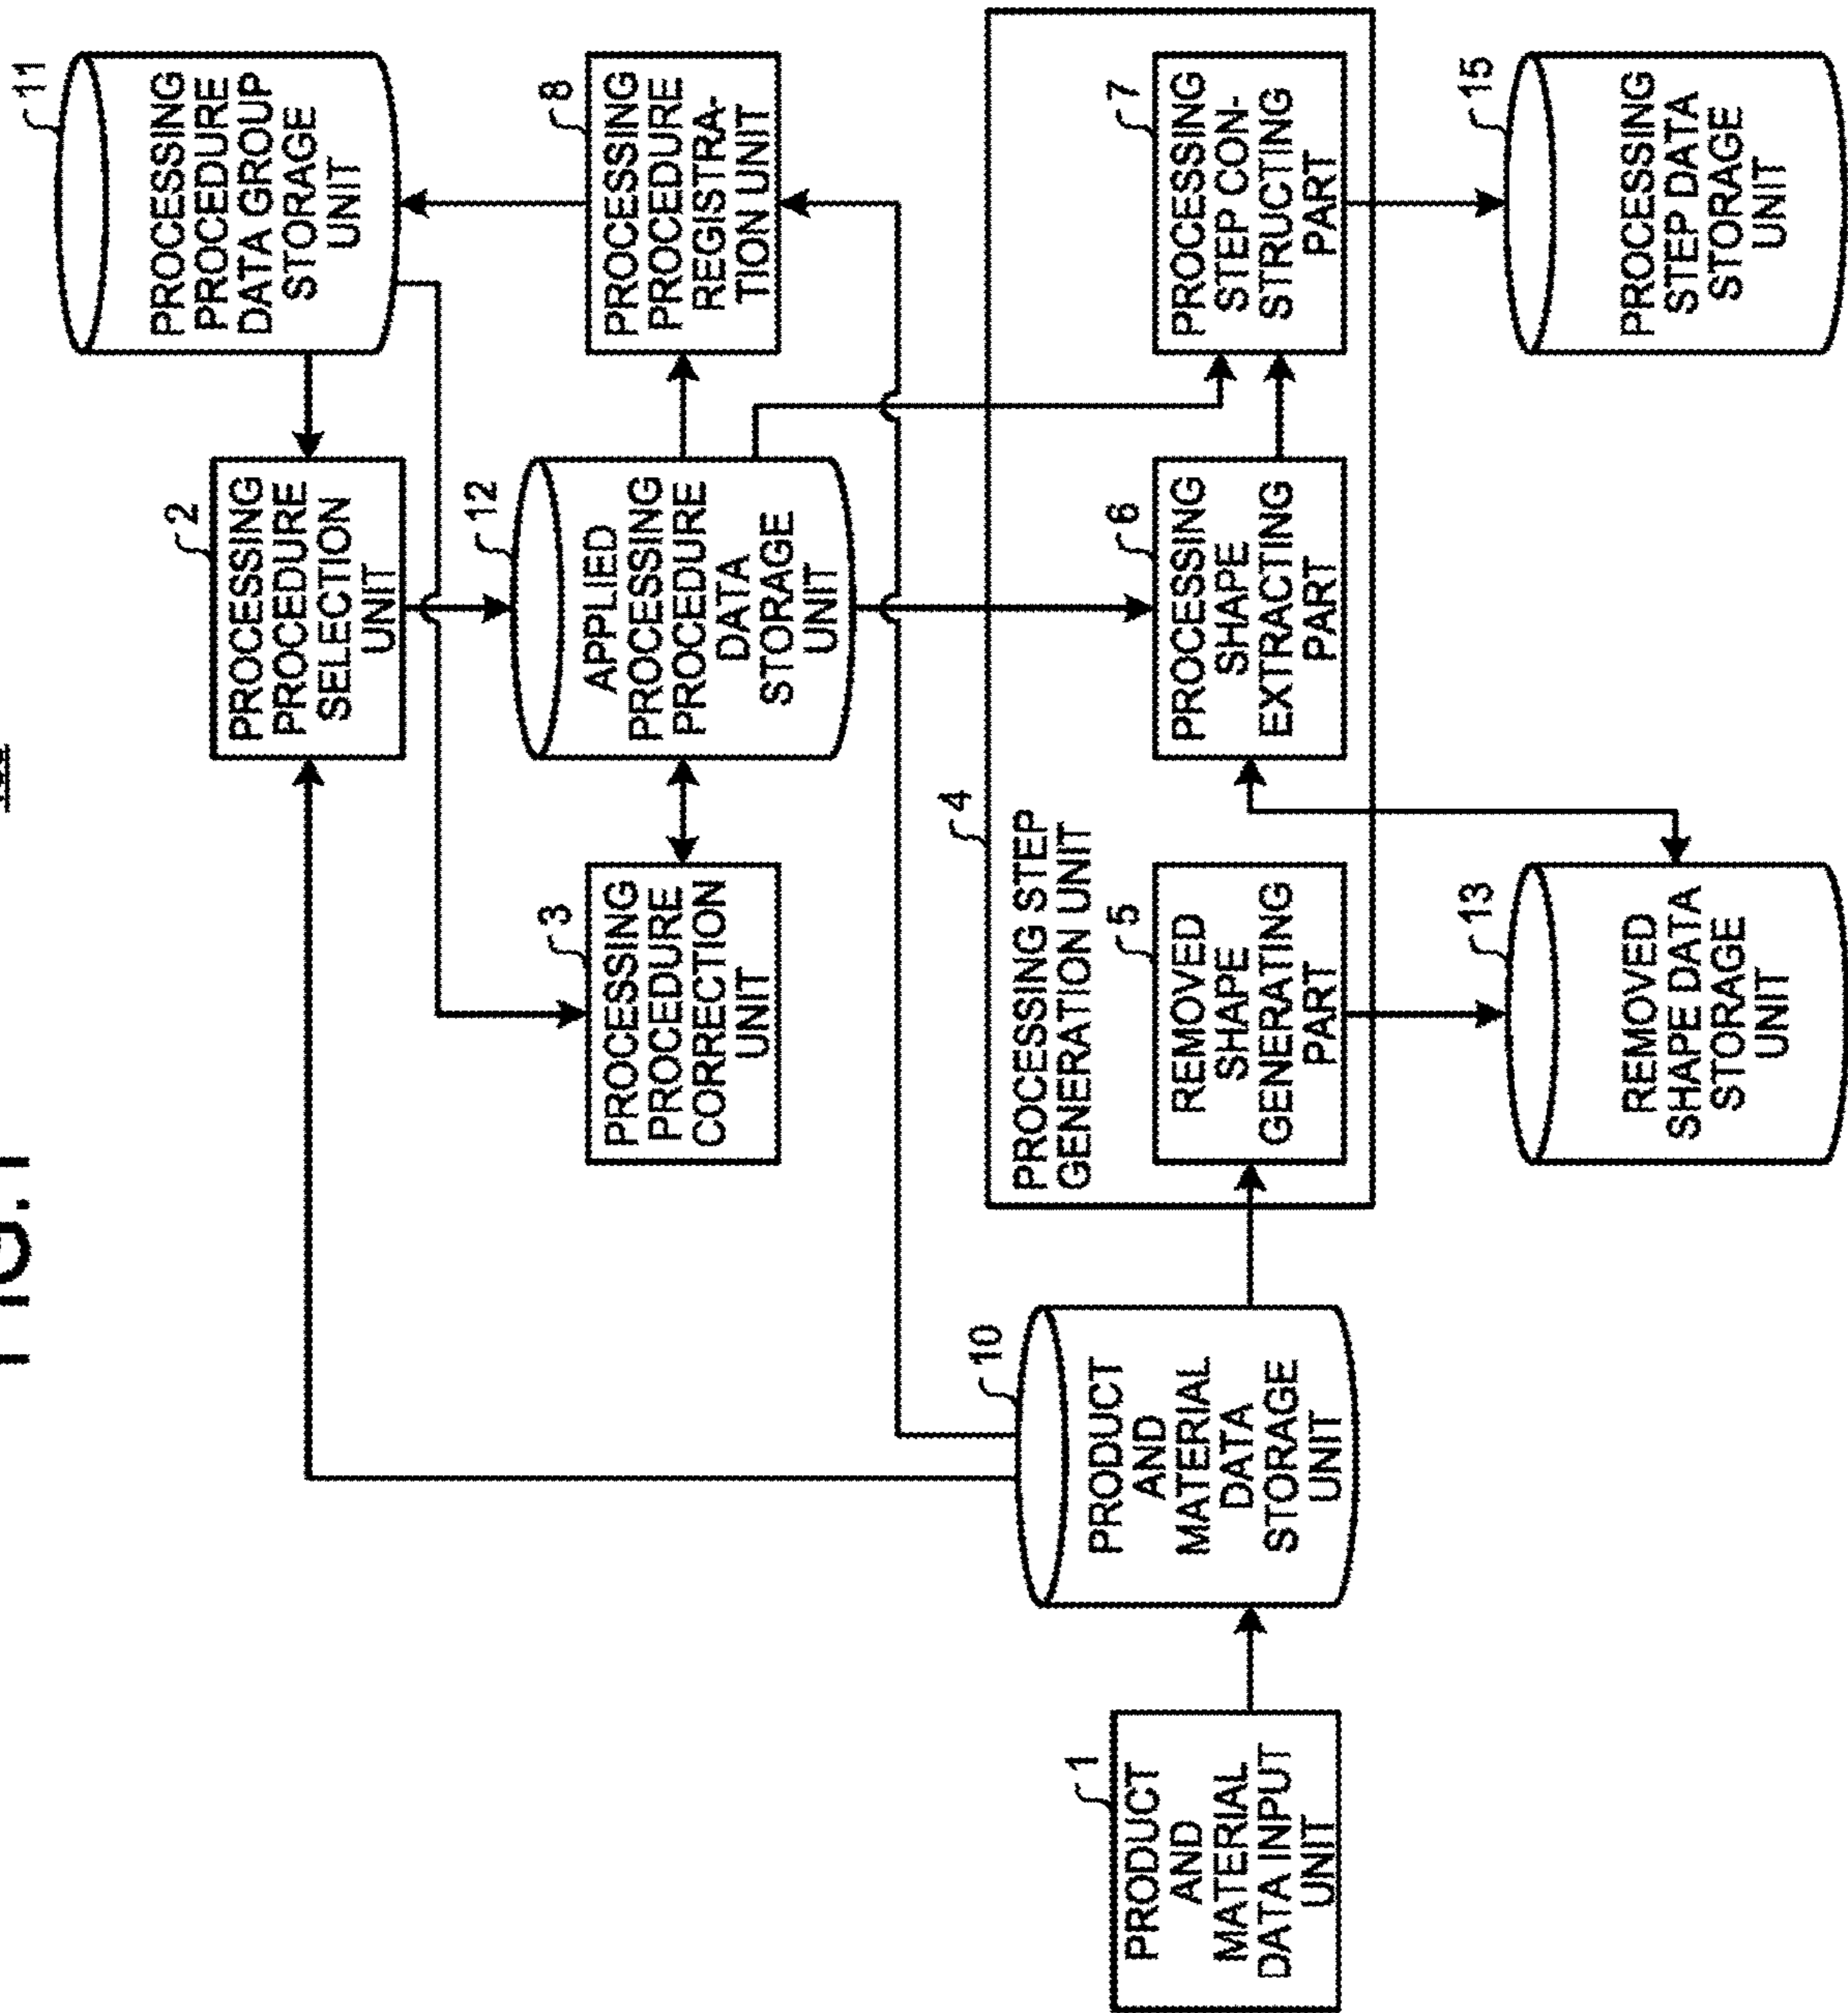 FIG.1
11
PROCESSING
PROCEDURE
DATA GROUP
STORAGE
UNIT
2
PROCESSING
PROCEDURE
SELECTION
UNIT
3
PROCESSING
PROCEDURE
CORRECTION
UNIT
12
APPLIED
PROCESSING
PROCEDURE
DATA
STORAGE
UNIT
8
PROCESSING
PROCEDURE
REGISTRA-
TION UNIT
4
PROCESSING STEP
GENERATION UNIT
1
PRODUCT
AND
MATERIAL
DATA INPUT
UNIT
10
PRODUCT
AND
MATERIAL
DATA
STORAGE
UNIT
5
REMOVED
SHAPE
GENERATING
PART
6
PROCESSING
SHAPE
EXTRACTING
PART
7
PROCESSING
STEP CON-
STRUCTING
PART
13
REMOVED
SHAPE DATA
STORAGE
UNIT
15
PROCESSING
STEP DATA
STORAGE
UNIT